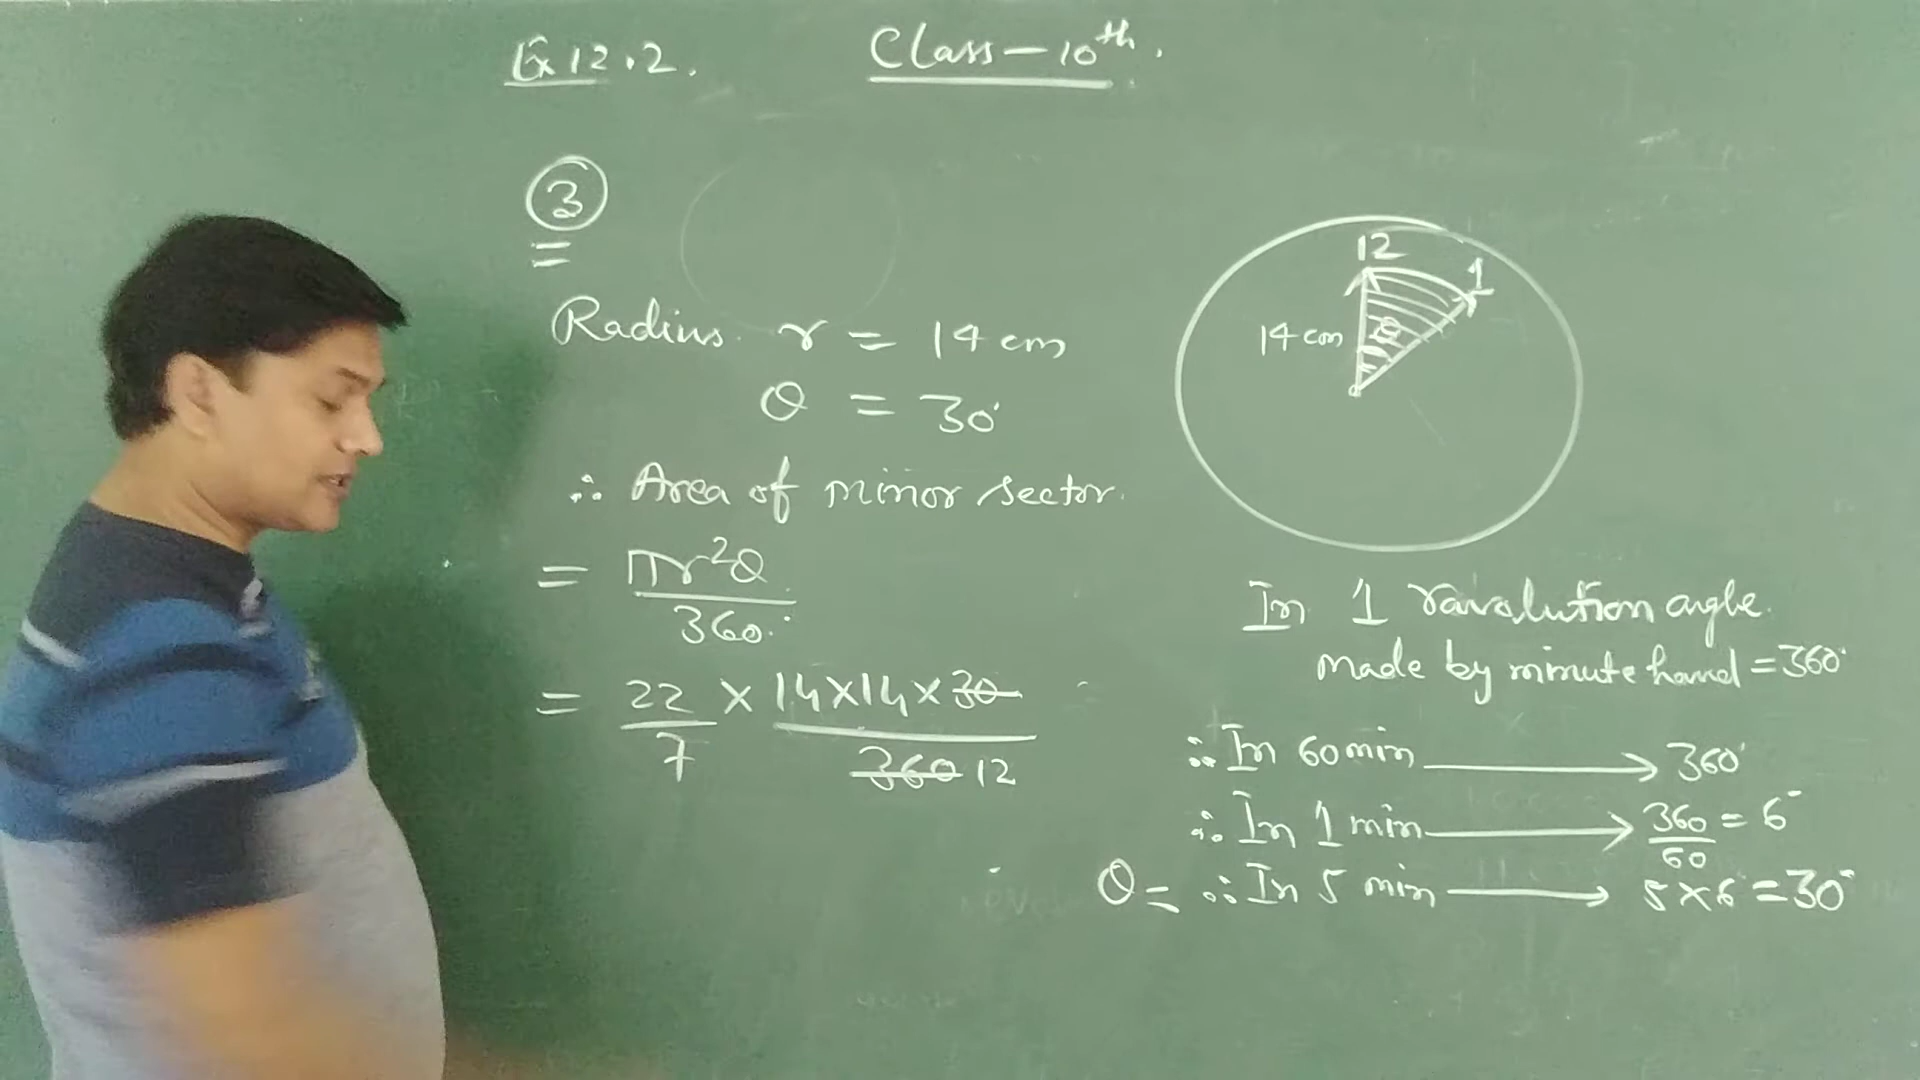 Ex 12.2. Class - 10th.
3
Radius r = 14 cm
θ = 30°
∴ Area of minor sector.
= πr²θ
360°
= 22 × 14×14×30
7 360 12
12
1
14 cm
θ
In 1 ravalution angle
made by minute hand = 360°
∴ In 60 min → 360°
∴ In 1 min → 360 = 6°
60
θ = ∴ In 5 min → 5×6 = 30°